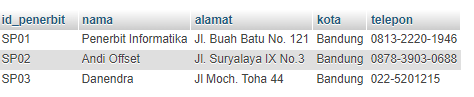 id_penerbit nama alamat kota telepon
SP01 Penerbit Informatika Jl. Buah Batu No. 121 Bandung 0813-2220-1946
SP02 Andi Offset Jl. Suryalaya IX No.3 Bandung 0878-3903-0688
SP03 Danendra Jl Moch. Toha 44 Bandung 022-5201215